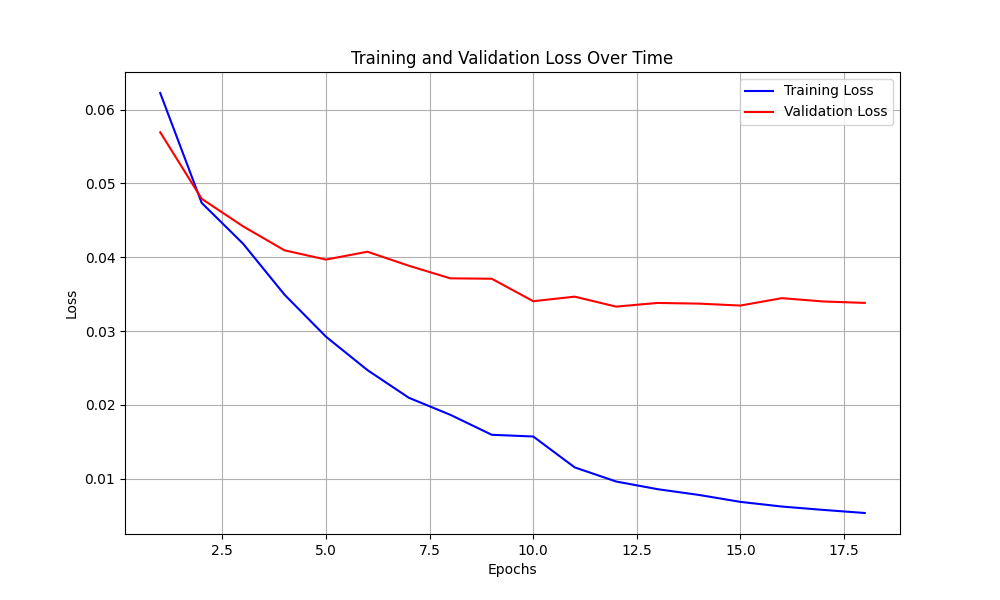 Training and Validation Loss Over Time
Training Loss
Validation Loss
0.06
0.05
0.04
0.03
0.02
0.01
Loss
2.5 5.0 7.5 10.0 12.5 15.0 17.5
Epochs